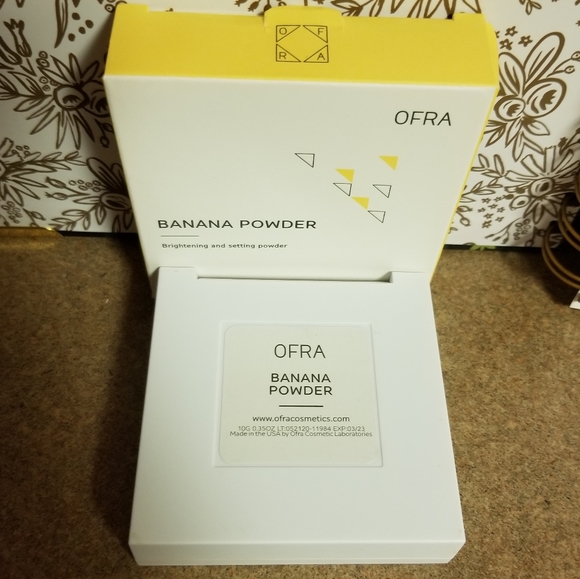 O F
R A
OFRA
BANANA POWDER
Brightening and setting powder
OFRA
BANANA
POWDER
www.ofracosmetics.com
10G 0.35OZ LT:052120-11984 EXP:03/23
Made in the USA by Ofra Cosmetic Laboratories